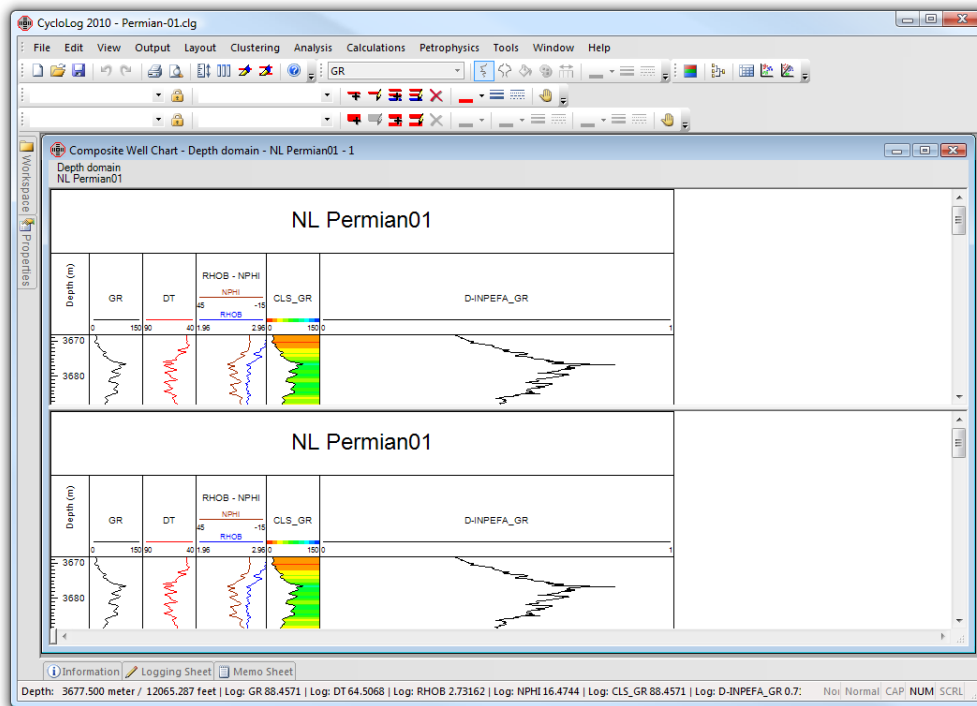 CycloLog 2010 - Permian-01.clg
File Edit View Output Layout Clustering Analysis Calculations Petrophysics Tools Window Help
GR
Workspace
Properties
Composite Well Chart - Depth domain - NL Permian01 - 1
Depth domain
NL Permian01
NL Permian01
Depth (m) GR DT RHOB - NPHI CLS_GR D-INPEFA_GR
NPHI
45 -15
RHOB
0 150 90 40 1.96 2.96 0 150 0 1
3670
3680
NL Permian01
Depth (m) GR DT RHOB - NPHI CLS_GR D-INPEFA_GR
NPHI
45 -15
RHOB
0 150 90 40 1.96 2.96 0 150 0 1
3670
3680
Information Logging Sheet Memo Sheet
Depth: 3677.500 meter / 12065.287 feet | Log: GR 88.4571 | Log: DT 64.5068 | Log: RHOB 2.73162 | Log: NPHI 16.4744 | Log: CLS_GR 88.4571 | Log: D-INPEFA_GR 0.7 Normal CAP NUM SCRL